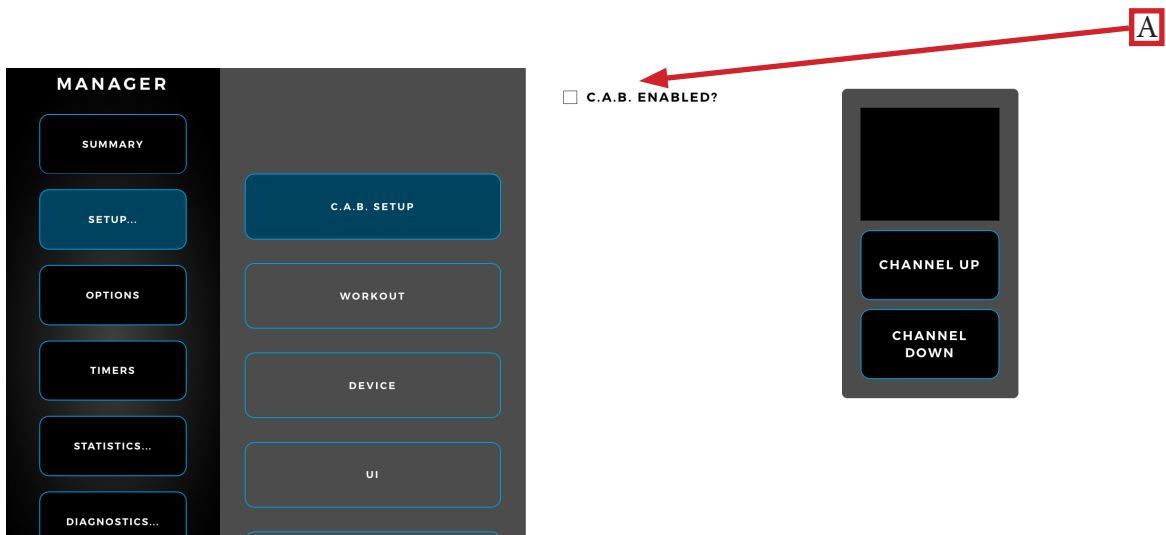 A
MANAGER
SUMMARY
SETUP...
OPTIONS
TIMERS
STATISTICS...
DIAGNOSTICS...
C.A.B. SETUP
WORKOUT
DEVICE
UI
C.A.B. ENABLED?
CHANNEL UP
CHANNEL
DOWN